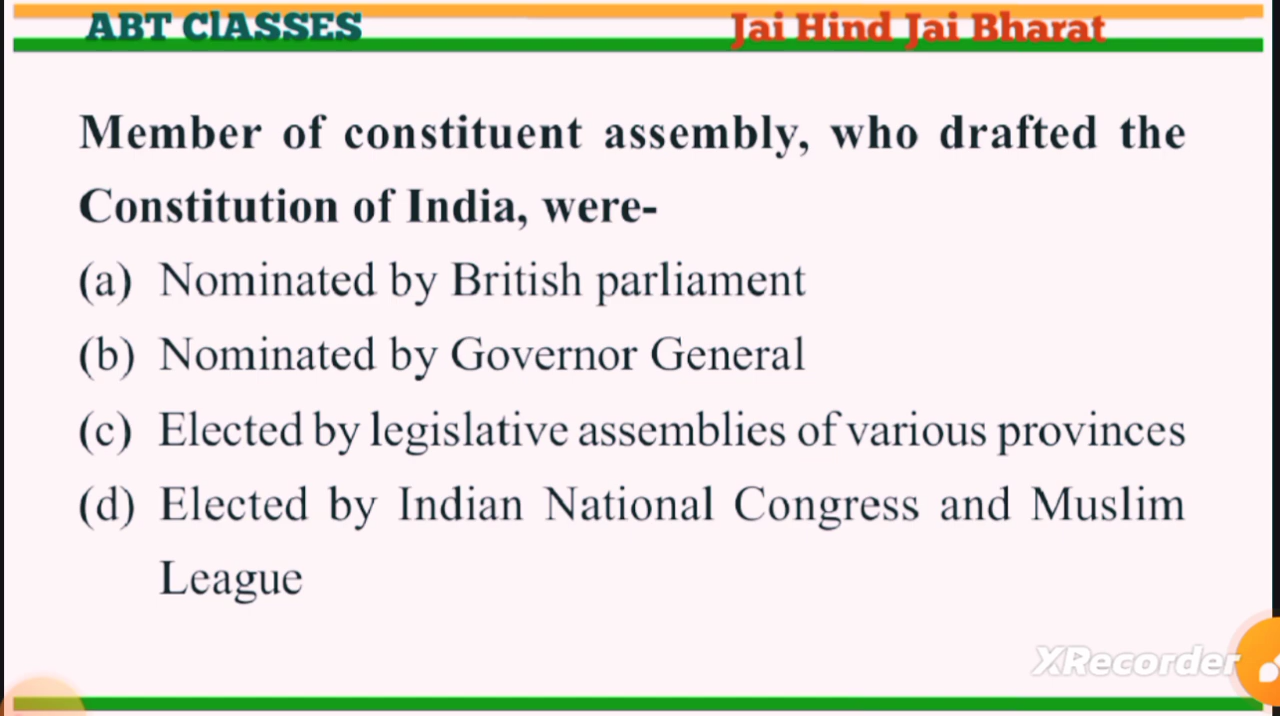 ABT ClASSES Jai Hind Jai Bharat
Member of constituent assembly, who drafted the
Constitution of India, were-
(a) Nominated by British parliament
(b) Nominated by Governor General
(c) Elected by legislative assemblies of various provinces
(d) Elected by Indian National Congress and Muslim
League
XRecorder